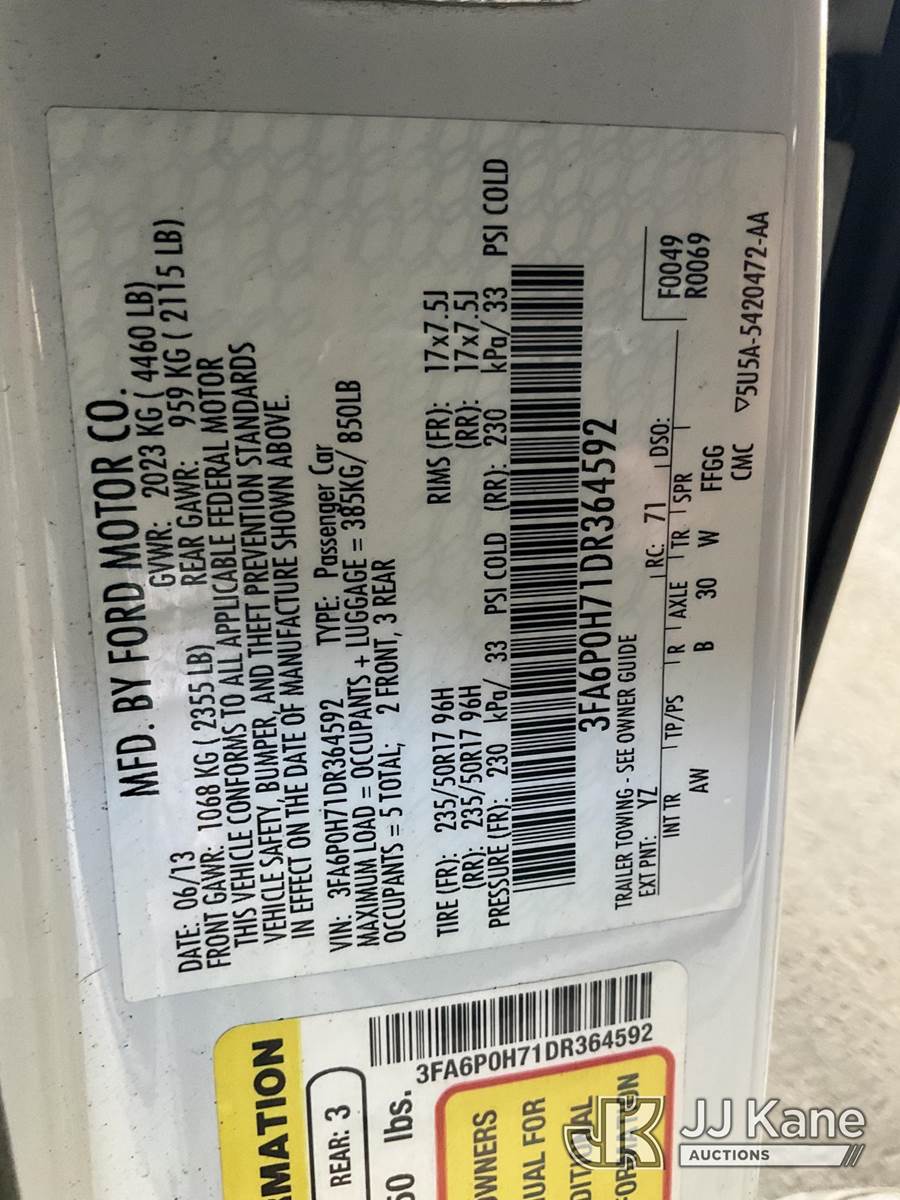 MFD. BY FORD MOTOR CO.
DATE: 06/13 GVWR: 2023 KG ( 4460 LB)
FRONT GAWR: 1068 KG ( 2355 LB) REAR GAWR: 959 KG ( 2115 LB)
THIS VEHICLE CONFORMS TO ALL APPLICABLE FEDERAL MOTOR
VEHICLE SAFETY, BUMPER, AND THEFT PREVENTION STANDARDS
IN EFFECT ON THE DATE OF MANUFACTURE SHOWN ABOVE.
VIN: 3FA6P0H71DR364592 TYPE: Passenger Car
MAXIMUM LOAD = OCCUPANTS + LUGGAGE = 385KG/ 850LB
OCCUPANTS = 5 TOTAL, 2 FRONT, 3 REAR
TIRE (FR): 235/50R17 96H RIMS (FR): 17x7.5J
(RR): 235/50R17 96H (RR): 17x7.5J
PRESSURE (FR): 230 kPa/ 33 PSI COLD (RR): 230 kPa/ 33 PSI COLD
3FA6P0H71DR364592
TRAILER TOWING - SEE OWNER GUIDE
EXT PNT: YZ RC: 71 DSO: F0049
R0069
INT TR TP/PS R AXLE TR SPR
AW B 30 W FFGG
CMC
▽5U5A-5420472-AA
RMATION
REAR: 3
50 lbs.
3FA6P0H71DR364592
OWNERS
UAL FOR
DITIONAL
FORMATION
JK JJ Kane
AUCTIONS